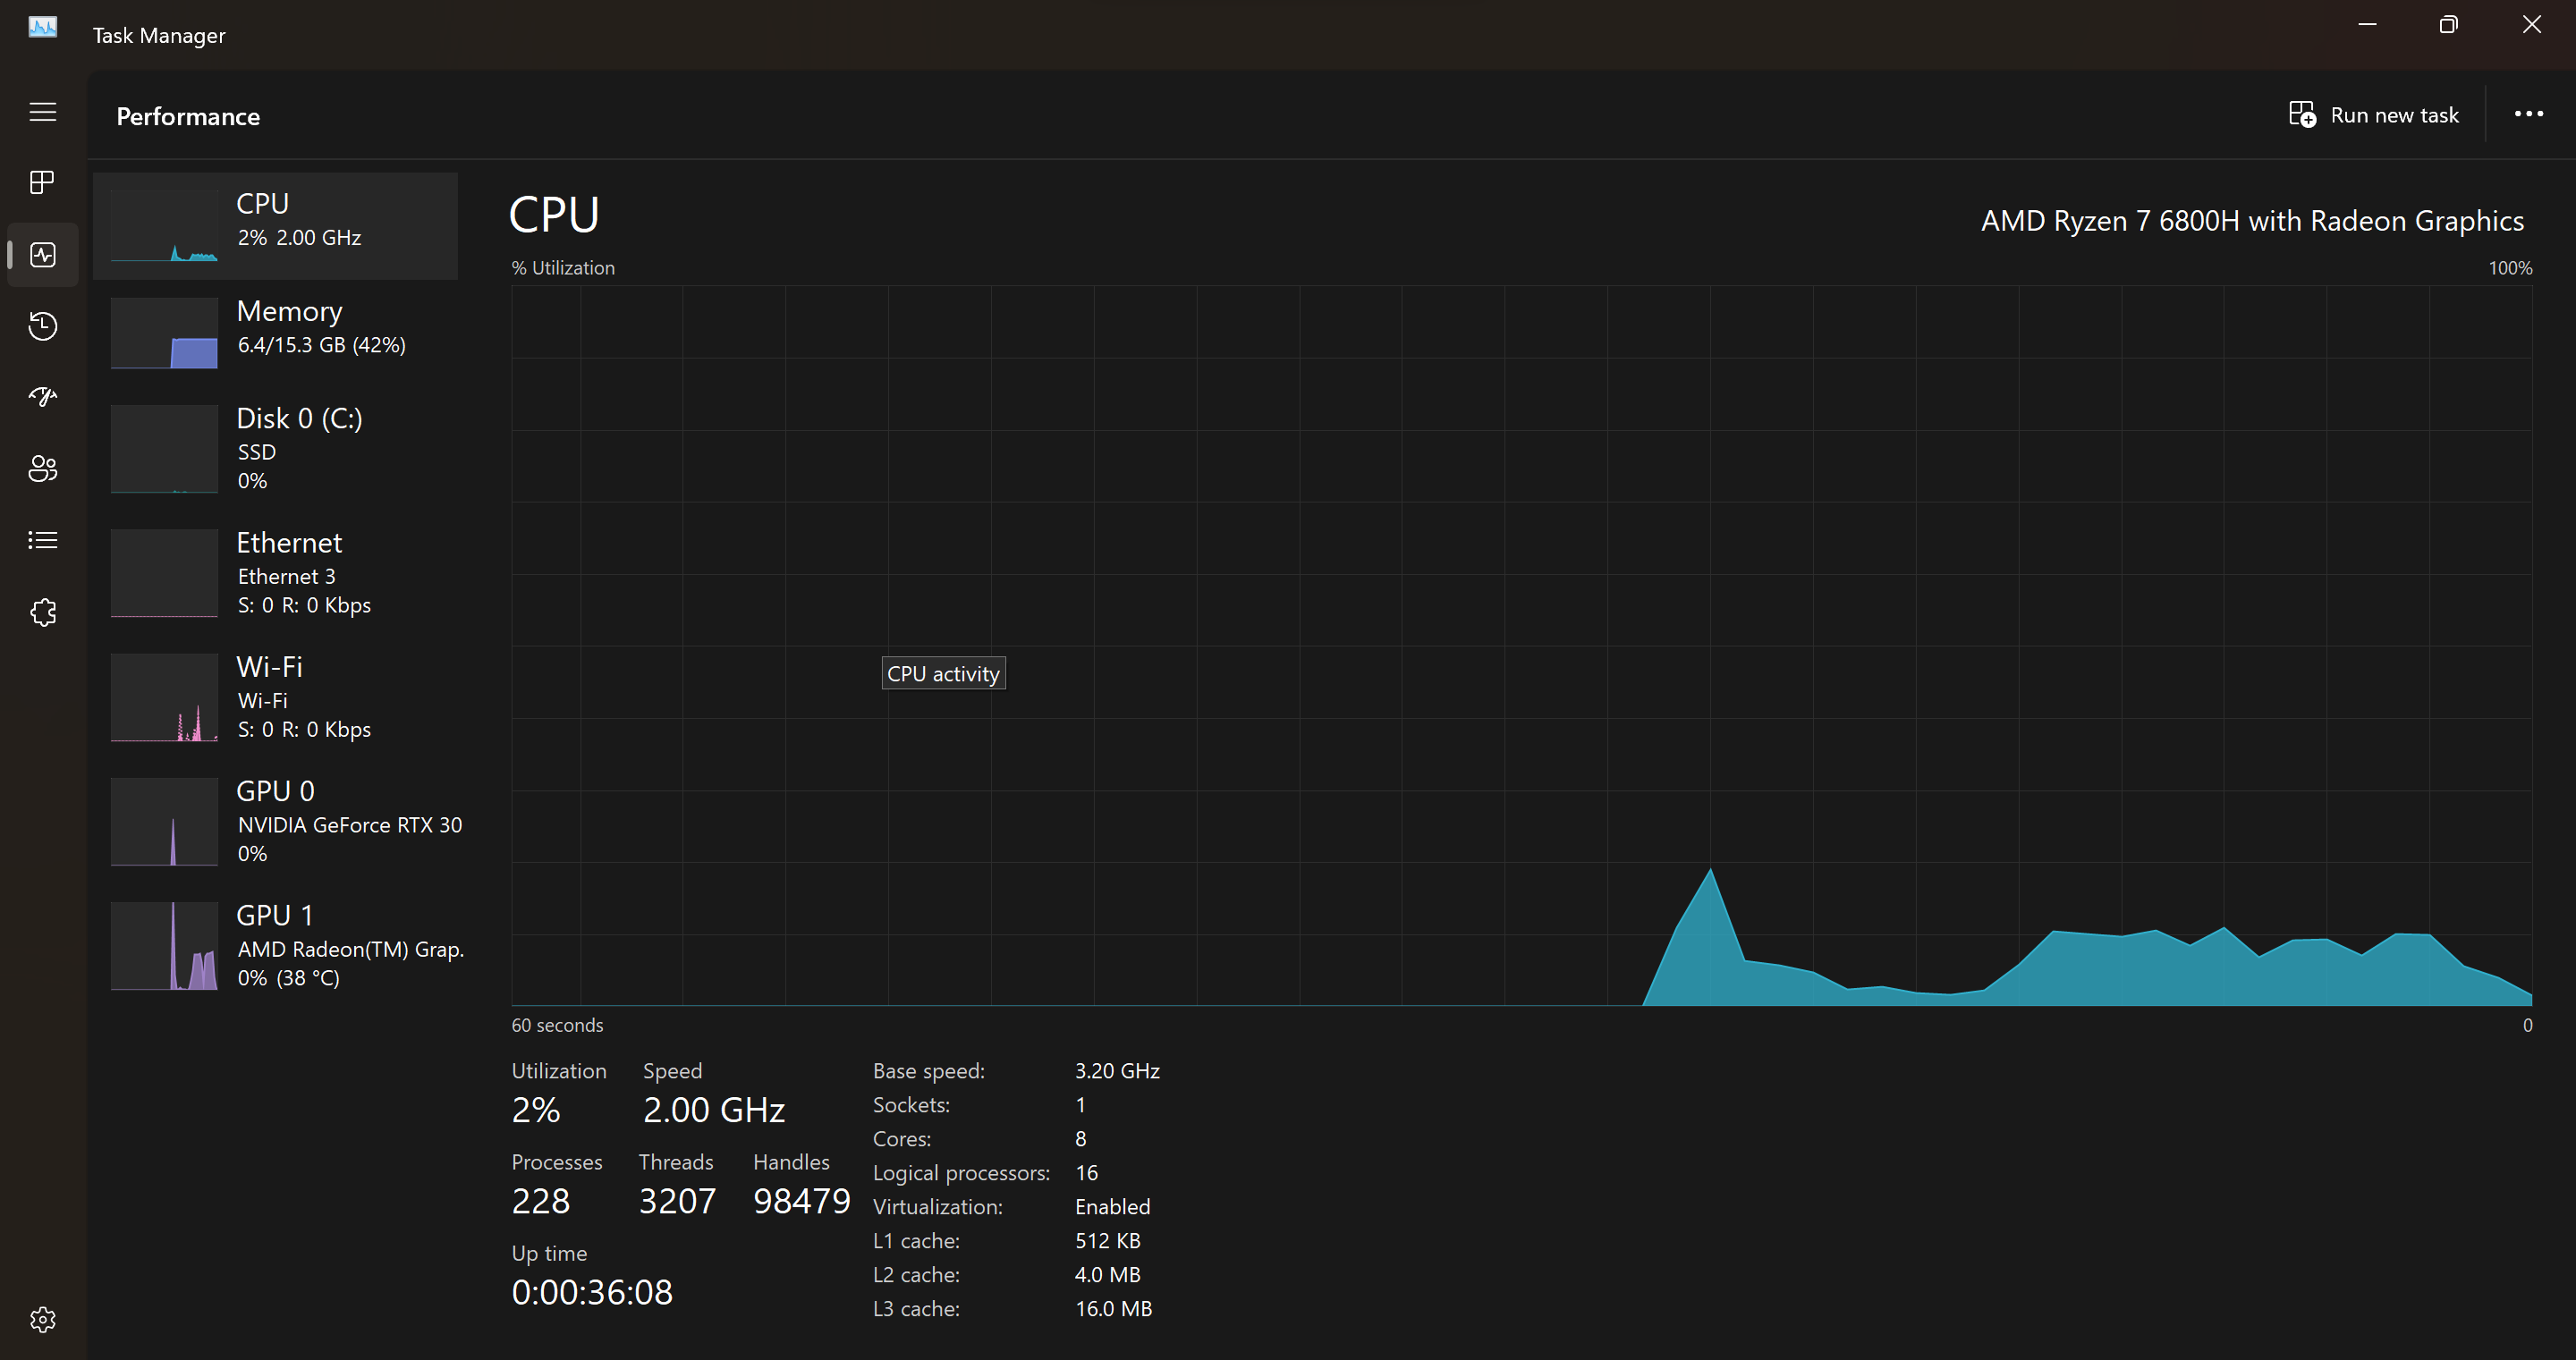 Task Manager
Performance
Run new task
CPU
2% 2.00 GHz
Memory
6.4/15.3 GB (42%)
Disk 0 (C:)
SSD
0%
Ethernet
Ethernet 3
S: 0 R: 0 Kbps
Wi-Fi
Wi-Fi
S: 0 R: 0 Kbps
GPU 0
NVIDIA GeForce RTX 30
0%
GPU 1
AMD Radeon(TM) Grap.
0% (38 °C)
CPU
AMD Ryzen 7 6800H with Radeon Graphics
% Utilization
100%
CPU activity
60 seconds
0
Utilization
2%
Speed
2.00 GHz
Processes
228
Threads
3207
Handles
98479
Up time
0:00:36:08
Base speed: 3.20 GHz
Sockets: 1
Cores: 8
Logical processors: 16
Virtualization: Enabled
L1 cache: 512 KB
L2 cache: 4.0 MB
L3 cache: 16.0 MB